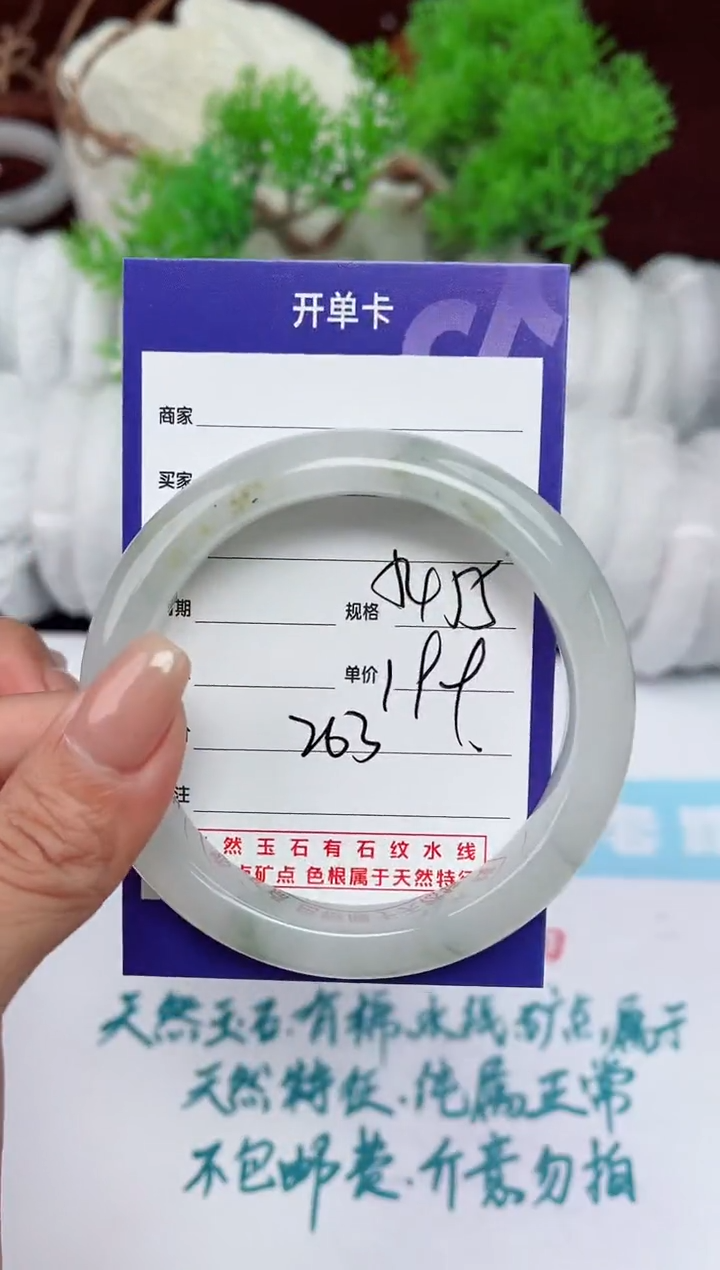 开单卡
商家
买家
期
规格
单价
263
注
然玉石有石纹水线
点矿点 色根属于天然特征
天然玉石.有棉.水线.矿点,属于
天然特征.纯属正常
不包邮费.介意勿拍